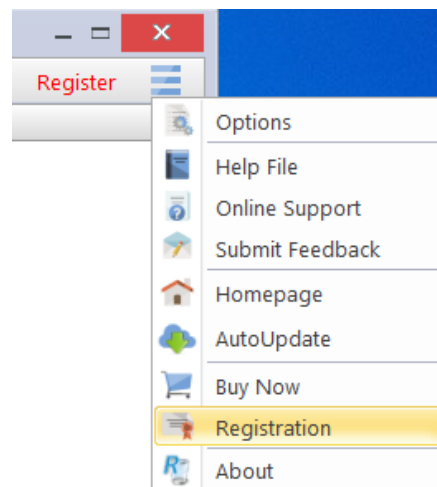 Register
Options
Help File
Online Support
Submit Feedback
Homepage
AutoUpdate
Buy Now
Registration
About